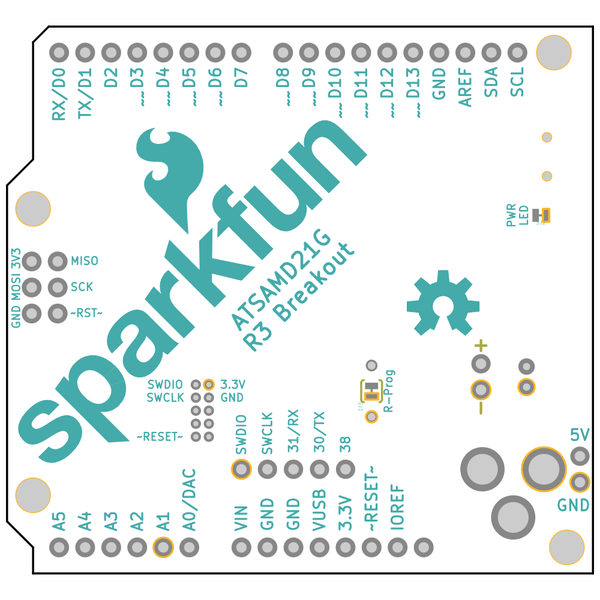 RX/D0
TX/D1
D2
~D3
D4
~D5
~D6
D7
D8
~D9
~D10
~D11
~D12
~D13
GND
AREF
SDA
SCL
PWR
LED
GND MOSI 3V3
MISO
SCK
~RST~
sparkfun
ATSAMD21G
R3 Breakout
+
-
SWDIO
3.3V
SWCLK
GND
~RESET~
R-Prog
SWDIO
SWCLK
31/RX
30/TX
38
5V
GND
A5
A4
A3
A2
A1
A0/DAC
VIN
GND
GND
VUSB
3.3V
~RESET~
IOREF